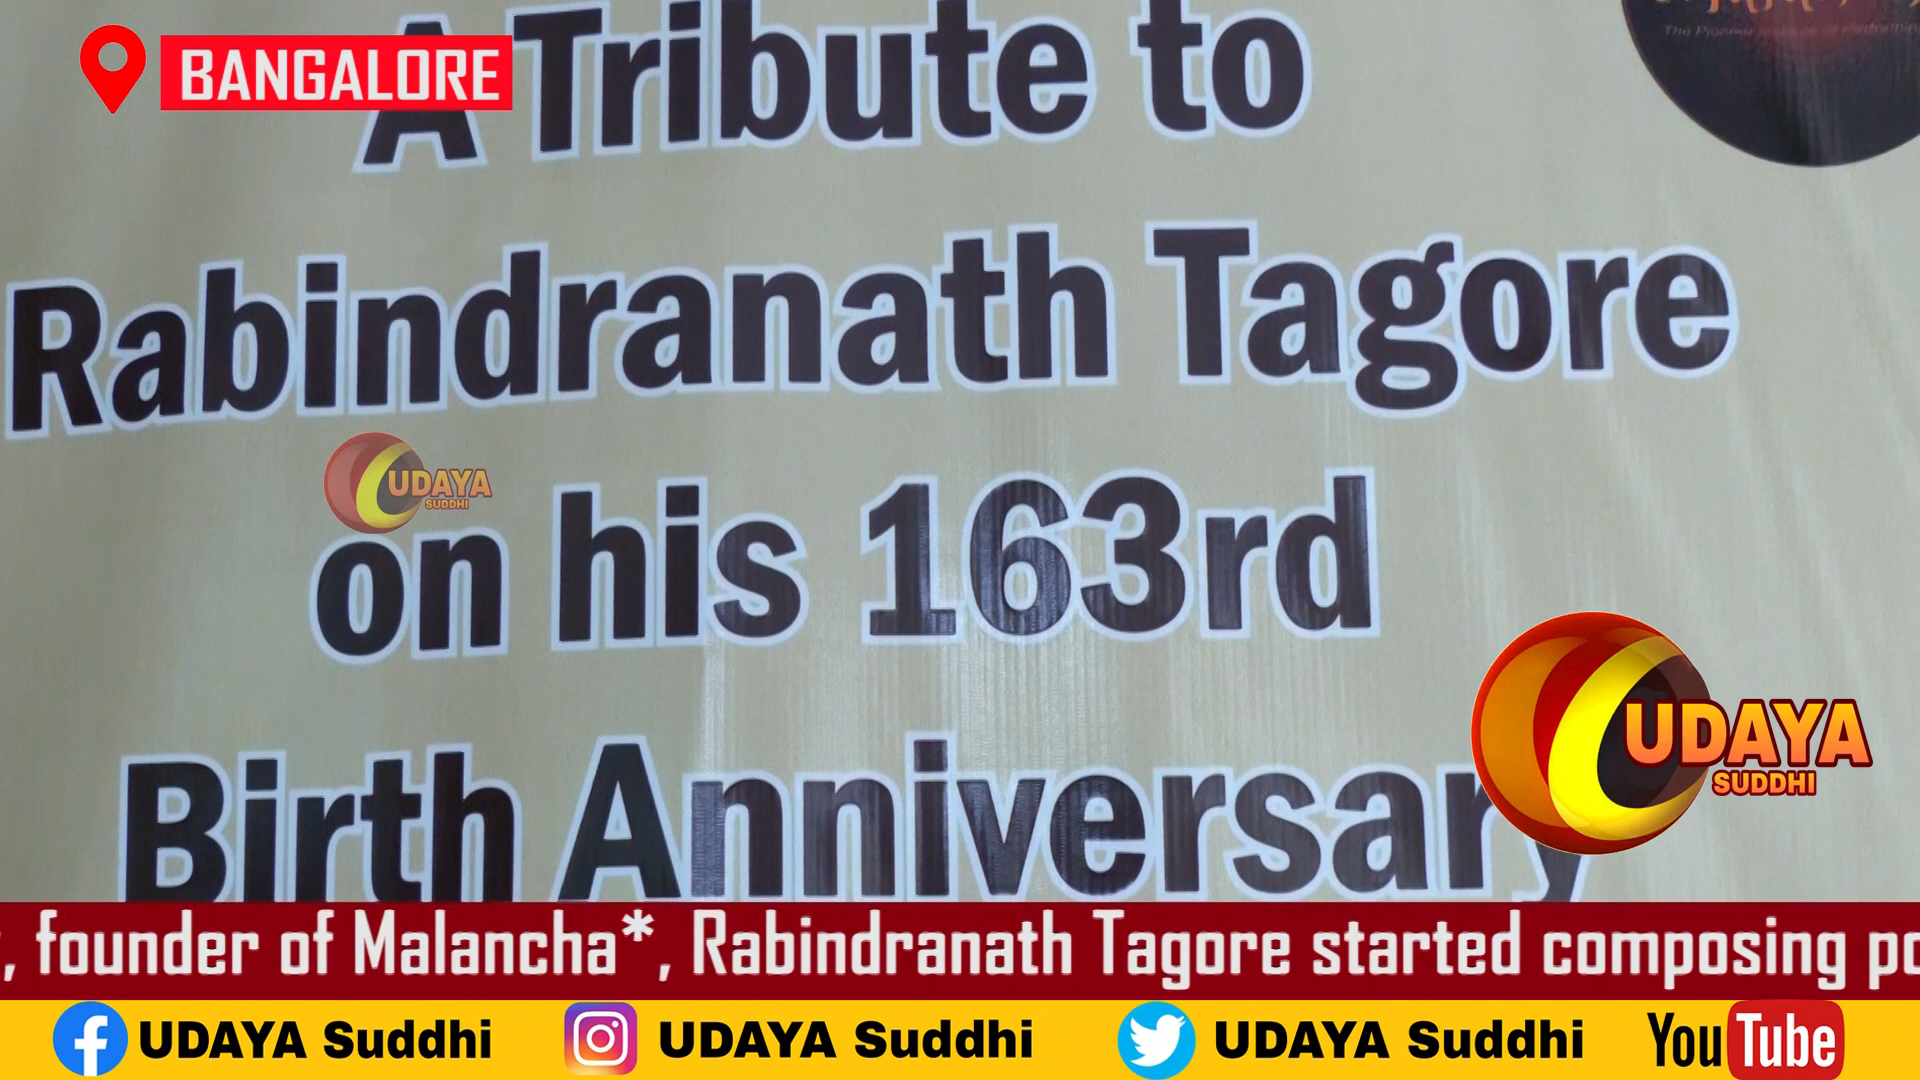 BANGALORE
A Tribute to
Rabindranath Tagore
on his 163rd
Birth Anniversary
UDAYA
SUDDHI
UDAYA
SUDDHI
, founder of Malancha*, Rabindranath Tagore started composing po
UDAYA Suddhi UDAYA Suddhi UDAYA Suddhi YouTube